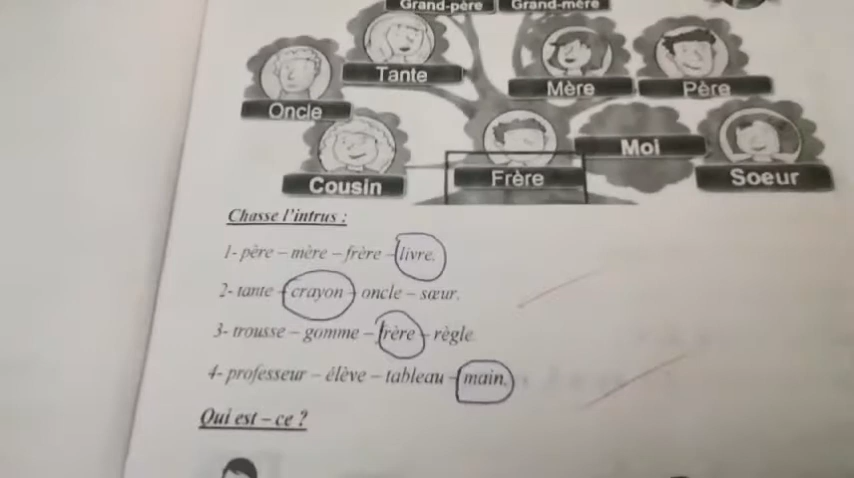 Grand-père Grand-mère
Tante
Mère Père
Oncle
Moi
Cousin Frère Soeur
Chasse l'intrus :
1- père – mère – frère – livre.
2- tante – crayon – oncle – sœur.
3- trousse – gomme – frère – règle
4- professeur – élève – tableau – main.
Qui est – ce ?